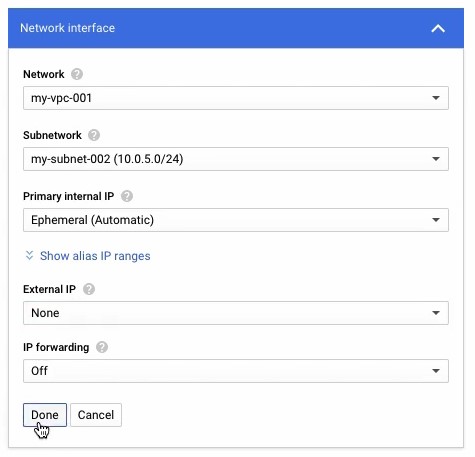 Network interface
Network ?
my-vpc-001
Subnetwork ?
my-subnet-002 (10.0.5.0/24)
Primary internal IP ?
Ephemeral (Automatic)
Show alias IP ranges
External IP ?
None
IP forwarding ?
Off
Done Cancel